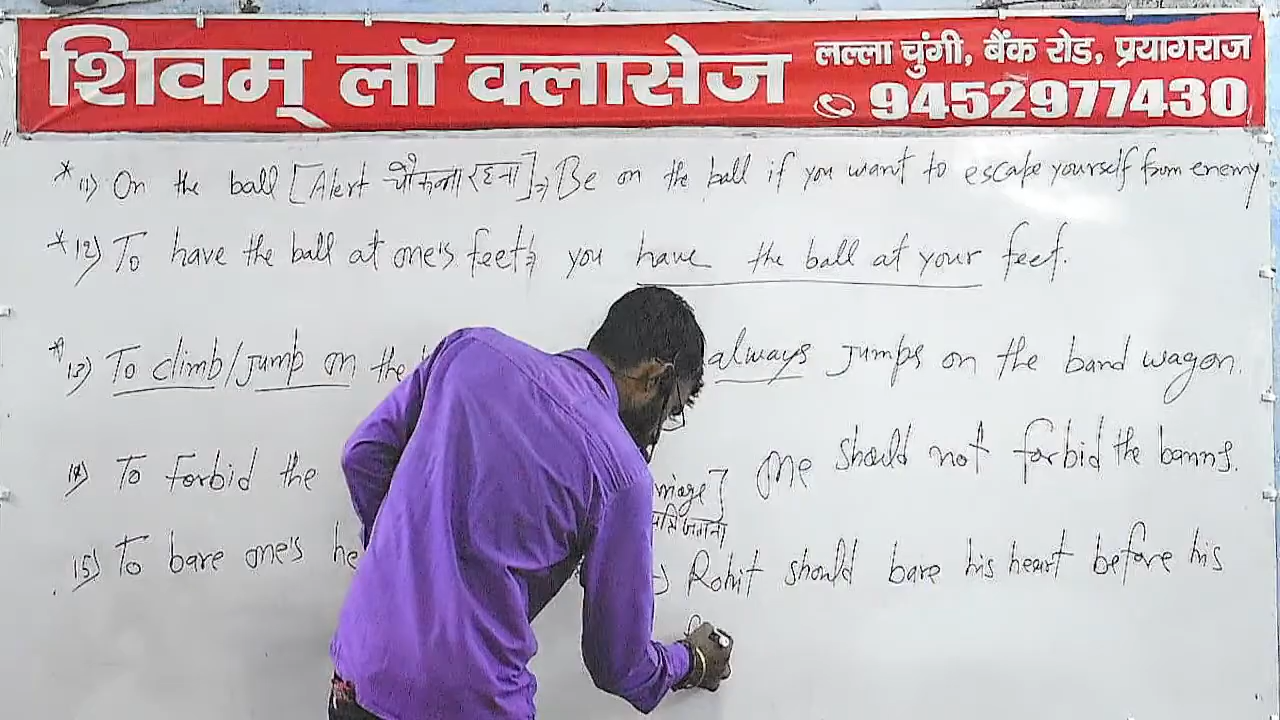 शिवम् लॉ क्लासेज
लल्ला चुंगी, बैंक रोड, प्रयागराज
9452977430
* 11) On the ball [Alert चौकन्ना रहना] → Be on the ball if you want to escape yourself from enemy.
* 12) To have the ball at one's feet → you have the ball at your feet.
* 13) To climb/Jump on the always Jumps on the band wagon.
14) To Forbid the One should not forbid the banns.
15) To bare one's he → Rohit should bare his heart before his